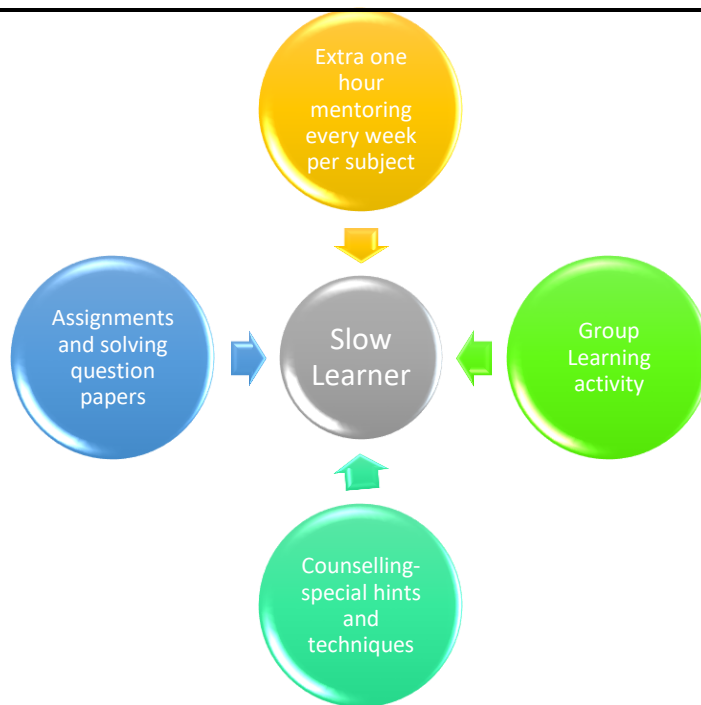 Extra one
hour
mentoring
every week
per subject
Assignments
and solving
question
papers
Slow
Learner
Group
Learning
activity
Counselling-
special hints
and
techniques